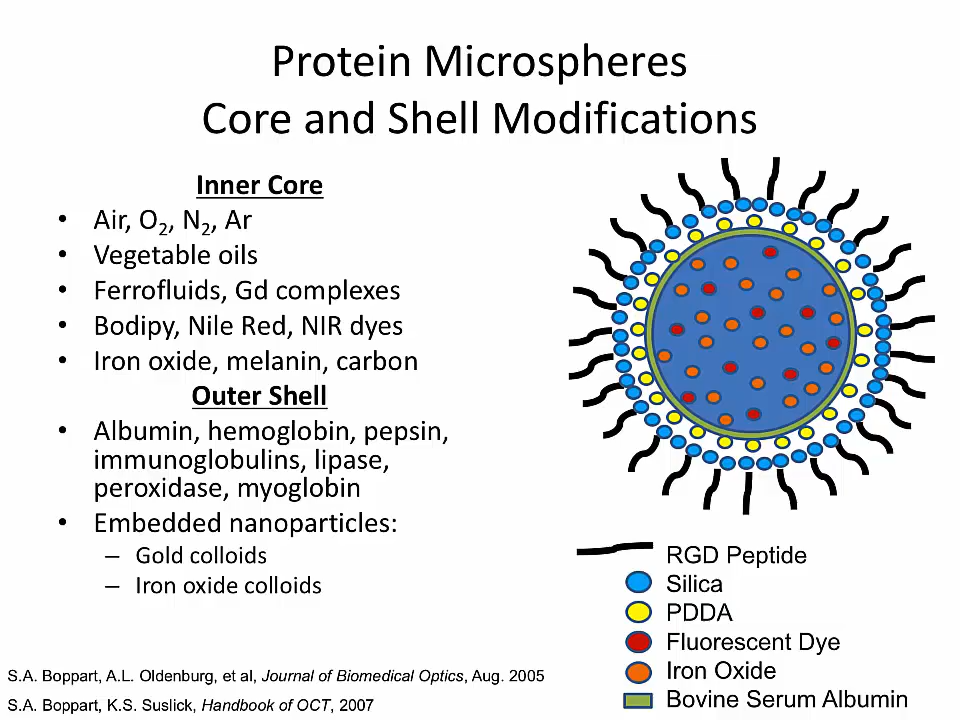 Protein Microspheres
Core and Shell Modifications
Inner Core
• Air, O₂, N₂, Ar
• Vegetable oils
• Ferrofluids, Gd complexes
• Bodipy, Nile Red, NIR dyes
• Iron oxide, melanin, carbon
Outer Shell
• Albumin, hemoglobin, pepsin,
immunoglobulins, lipase,
peroxidase, myoglobin
• Embedded nanoparticles:
– Gold colloids
– Iron oxide colloids
RGD Peptide
Silica
PDDA
Fluorescent Dye
Iron Oxide
Bovine Serum Albumin
S.A. Boppart, A.L. Oldenburg, et al, Journal of Biomedical Optics, Aug. 2005
S.A. Boppart, K.S. Suslick, Handbook of OCT, 2007